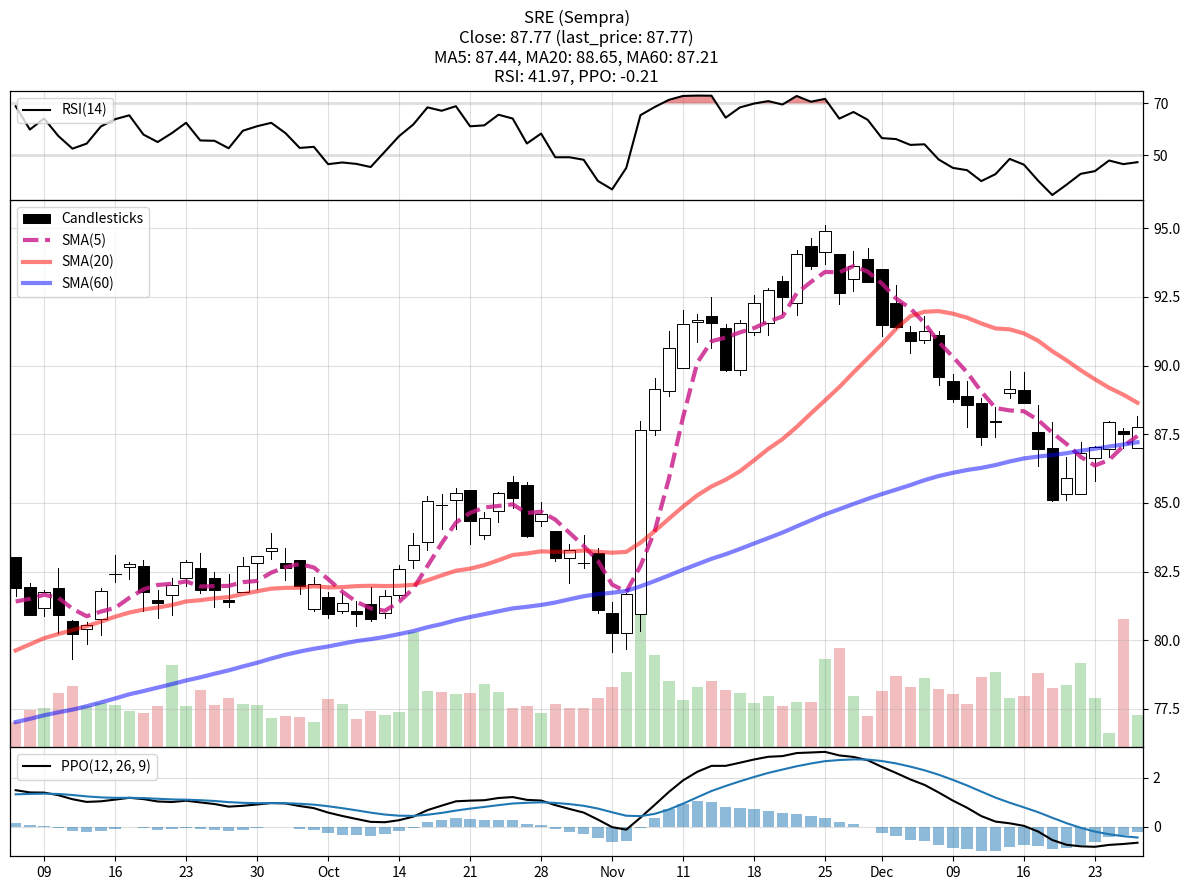 SRE (Sempra)
Close: 87.77 (last_price: 87.77)
MA5: 87.44, MA20: 88.65, MA60: 87.21
RSI: 41.97, PPO: -0.21
RSI(14)
70
50
Candlesticks
SMA(5)
SMA(20)
SMA(60)
95.0
92.5
90.0
87.5
85.0
82.5
80.0
77.5
PPO(12, 26, 9)
2
0
09 16 23 30 Oct 14 21 28 Nov 11 18 25 Dec 09 16 23